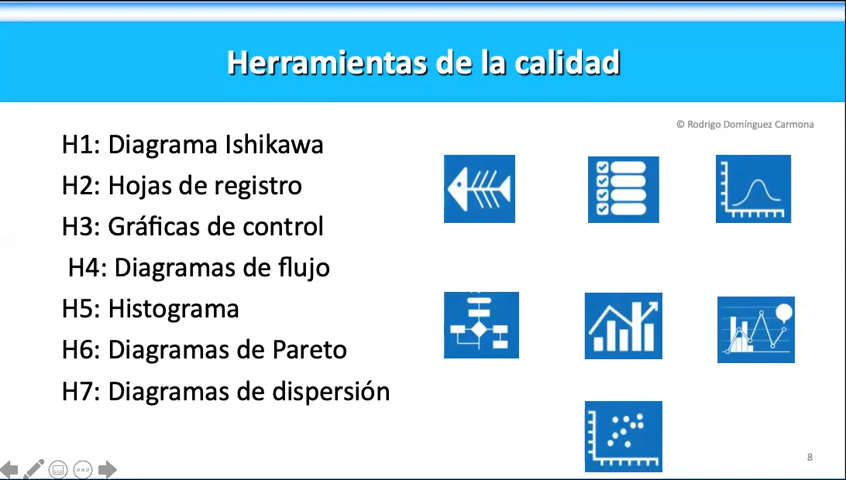 Herramientas de la calidad
© Rodrigo Domínguez Carmona
H1: Diagrama Ishikawa
H2: Hojas de registro
H3: Gráficas de control
H4: Diagramas de flujo
H5: Histograma
H6: Diagramas de Pareto
H7: Diagramas de dispersión
8